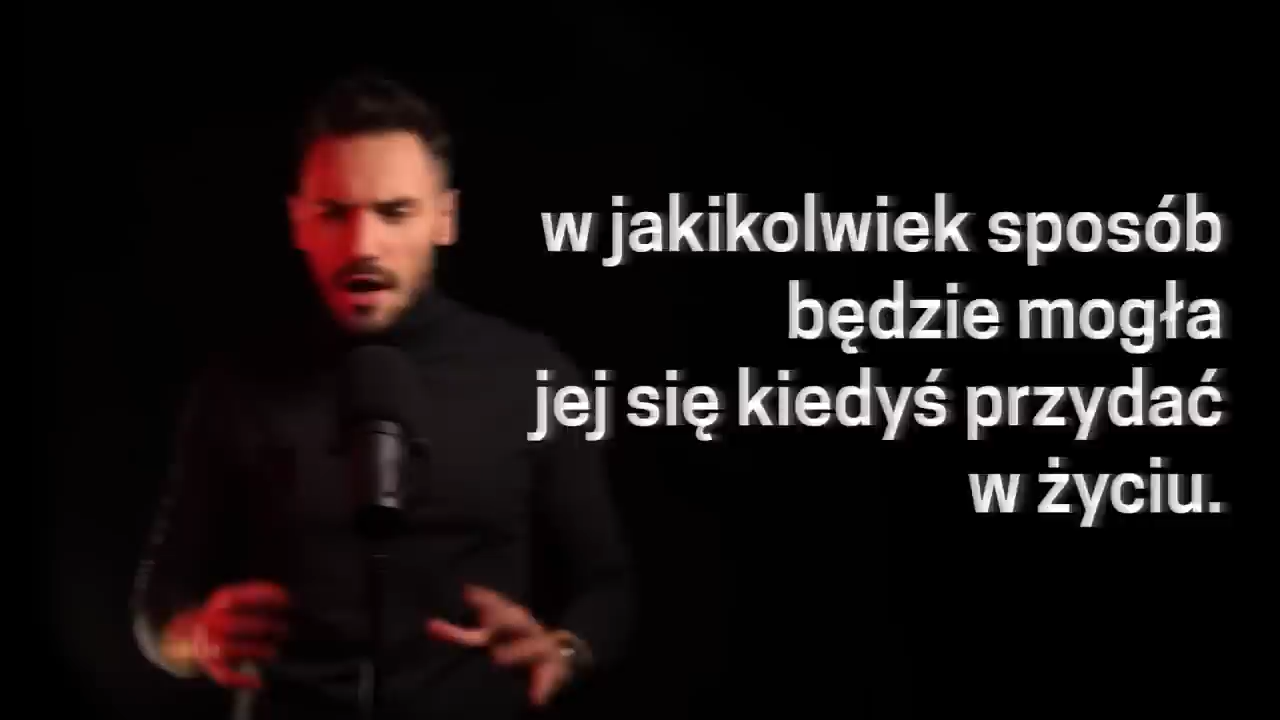 w jakikolwiek sposób
będzie mogła
jej się kiedyś przydać
w życiu.